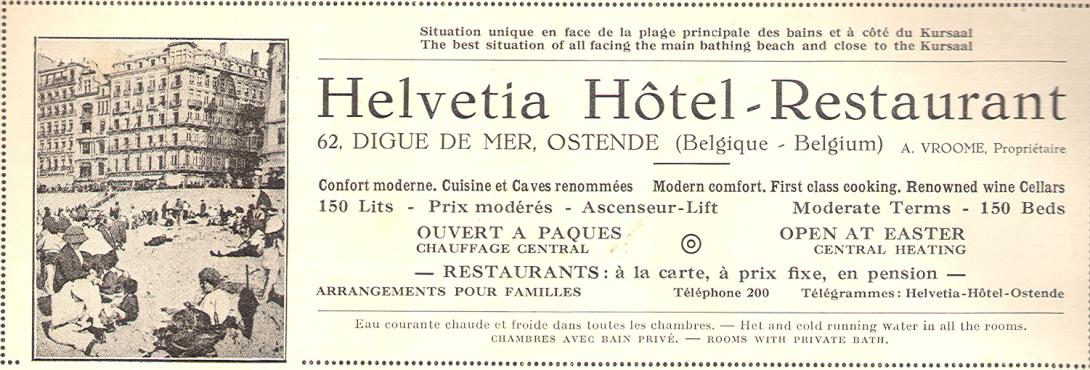 Situation unique en face de la plage principale des bains et à côté du Kursaal
The best situation of all facing the main bathing beach and close to the Kursaal
Helvetia Hôtel-Restaurant
62, DIGUE DE MER, OSTENDE (Belgique - Belgium) A. VROOME, Propriétaire
Confort moderne. Cuisine et Caves renommées Modern comfort. First class cooking. Renowned wine Cellars
150 Lits - Prix modérés - Ascenseur-Lift Moderate Terms - 150 Beds
OUVERT A PAQUES OPEN AT EASTER
CHAUFFAGE CENTRAL CENTRAL HEATING
— RESTAURANTS: à la carte, à prix fixe, en pension —
ARRANGEMENTS POUR FAMILLES Téléphone 200 Télégrammes: Helvetia-Hôtel-Ostende
Eau courante chaude et froide dans toutes les chambres. — Het and cold running water in all the rooms.
CHAMBRES AVEC BAIN PRIVÉ. — ROOMS WITH PRIVATE BATH.